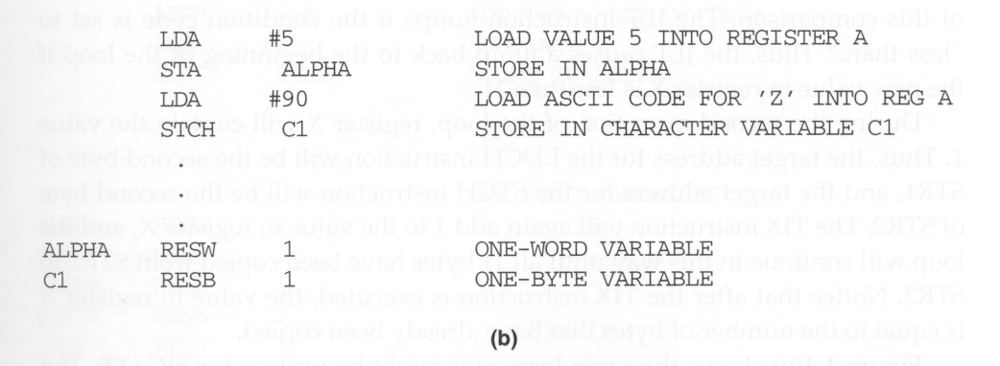 LDA #5 LOAD VALUE 5 INTO REGISTER A
STA ALPHA STORE IN ALPHA
LDA #90 LOAD ASCII CODE FOR 'Z' INTO REG A
STCH C1 STORE IN CHARACTER VARIABLE C1
.
.
.
ALPHA RESW 1 ONE-WORD VARIABLE
C1 RESB 1 ONE-BYTE VARIABLE
(b)